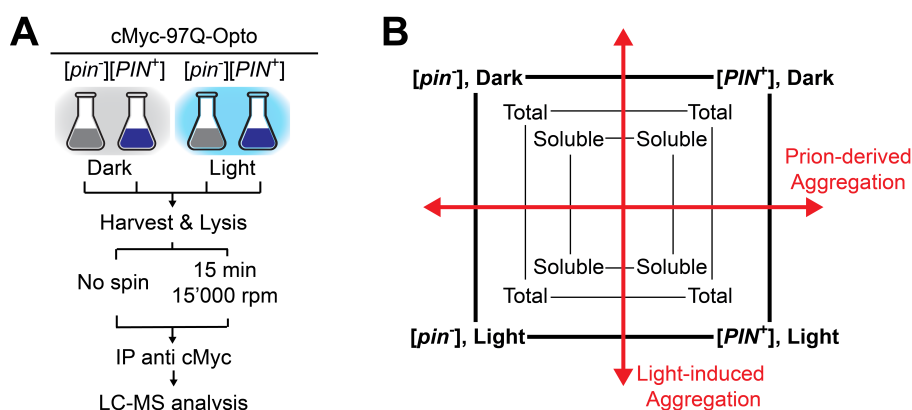 A
cMyc-97Q-Opto
[pin⁻][PIN⁺] [pin⁻][PIN⁺]
Dark Light
Harvest & Lysis
No spin
15 min
15'000 rpm
IP anti cMyc
LC-MS analysis
B
[pin⁻], Dark [PIN⁺], Dark
Total Total
Soluble Soluble
Prion-derived
Aggregation
Soluble Soluble
Total Total
[pin⁻], Light [PIN⁺], Light
Light-induced
Aggregation